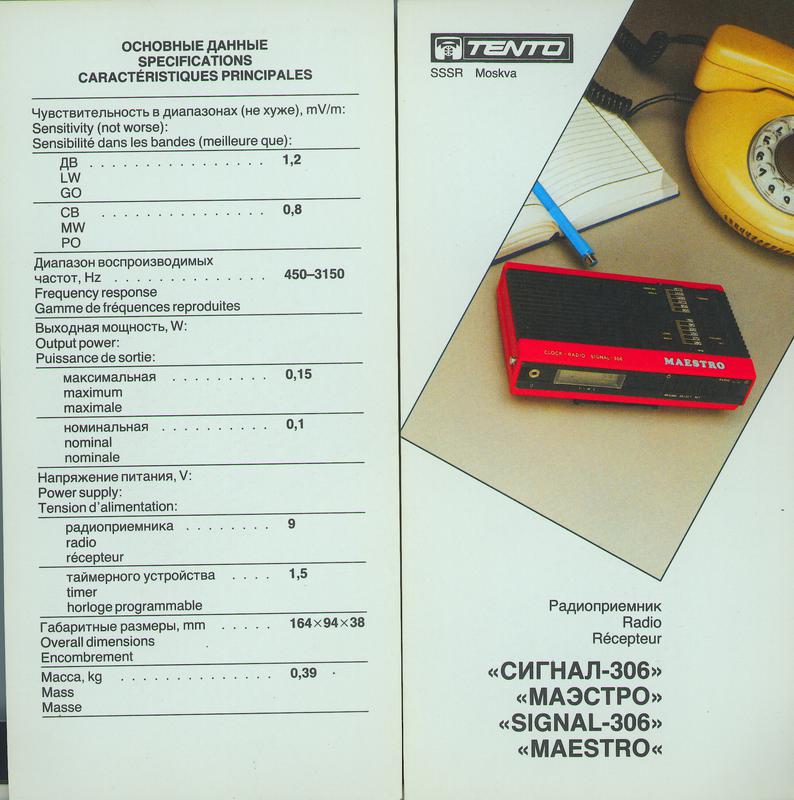 ОСНОВНЫЕ ДАННЫЕ
SPECIFICATIONS
CARACTÉRISTIQUES PRINCIPALES
Чувствительность в диапазонах (не хуже), mV/m:
Sensitivity (not worse):
Sensibilité dans les bandes (meilleure que):
ДВ . . . . . . . . . . . . . . . . . 1,2
LW
GO
СВ . . . . . . . . . . . . . . 0,8
MW
PO
Диапазон воспроизводимых
частот, Hz . . . . . . . . . . . . . 450–3150
Frequency response
Gamme de fréquences reproduites
Выходная мощность, W:
Output power:
Puissance de sortie:
максимальная . . . . . . . . . 0,15
maximum
maximale
номинальная . . . . . . . . . . 0,1
nominal
nominale
Напряжение питания, V:
Power supply:
Tension d'alimentation:
радиоприемника . . . . . . . . 9
radio
récepteur
таймерного устройства . . . . 1,5
timer
horloge programmable
Габаритные размеры, mm . . . . . 164×94×38
Overall dimensions
Encombrement
Масса, kg . . . . . . . . . . . . . . . 0,39
Mass
Masse
TENTO
SSSR Moskva
CLOCK-RADIO SIGNAL-306
MAESTRO
Радиоприемник
Radio
Récepteur
«СИГНАЛ-306»
«МАЭСТРО»
«SIGNAL-306»
«MAESTRO«